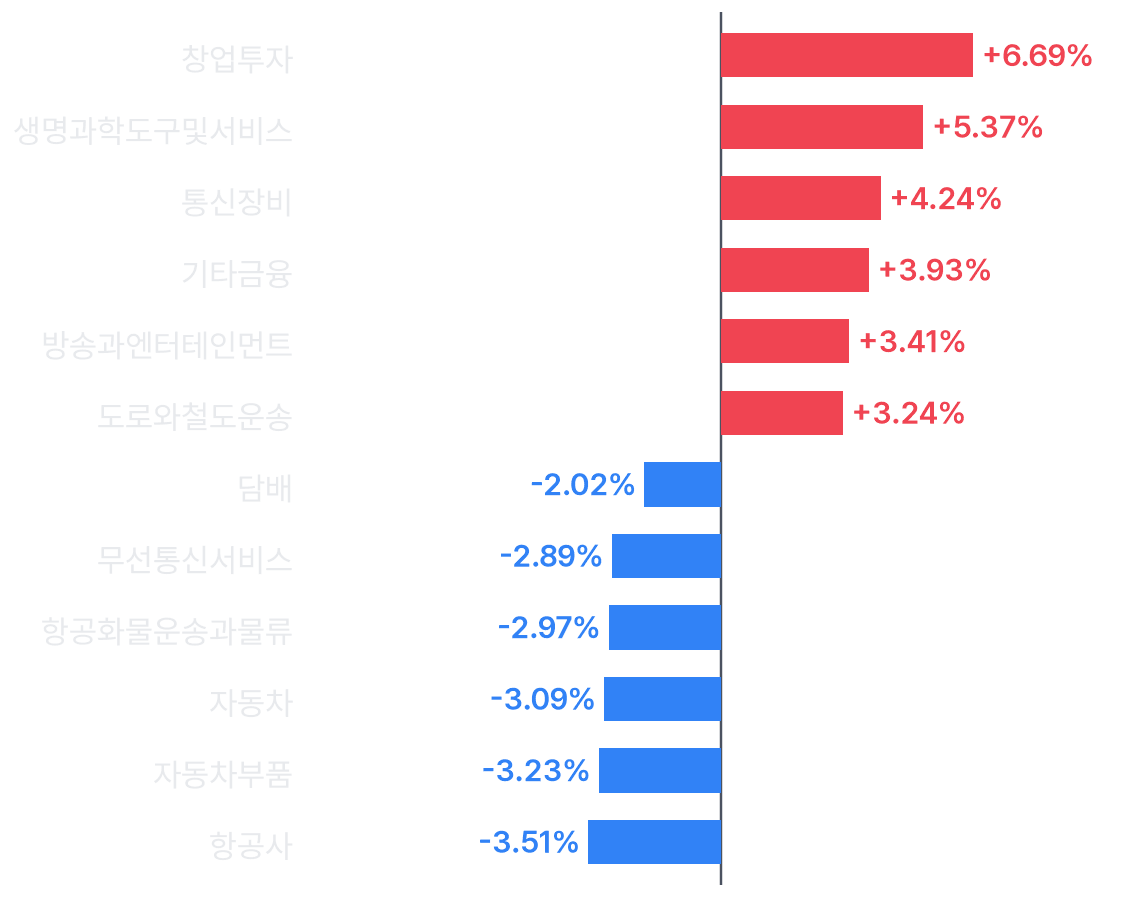 창업투자 +6.69%
생명과학도구및서비스 +5.37%
통신장비 +4.24%
기타금융 +3.93%
방송과엔터테인먼트 +3.41%
도로와철도운송 +3.24%
담배 -2.02%
무선통신서비스 -2.89%
항공화물운송과물류 -2.97%
자동차 -3.09%
자동차부품 -3.23%
항공사 -3.51%